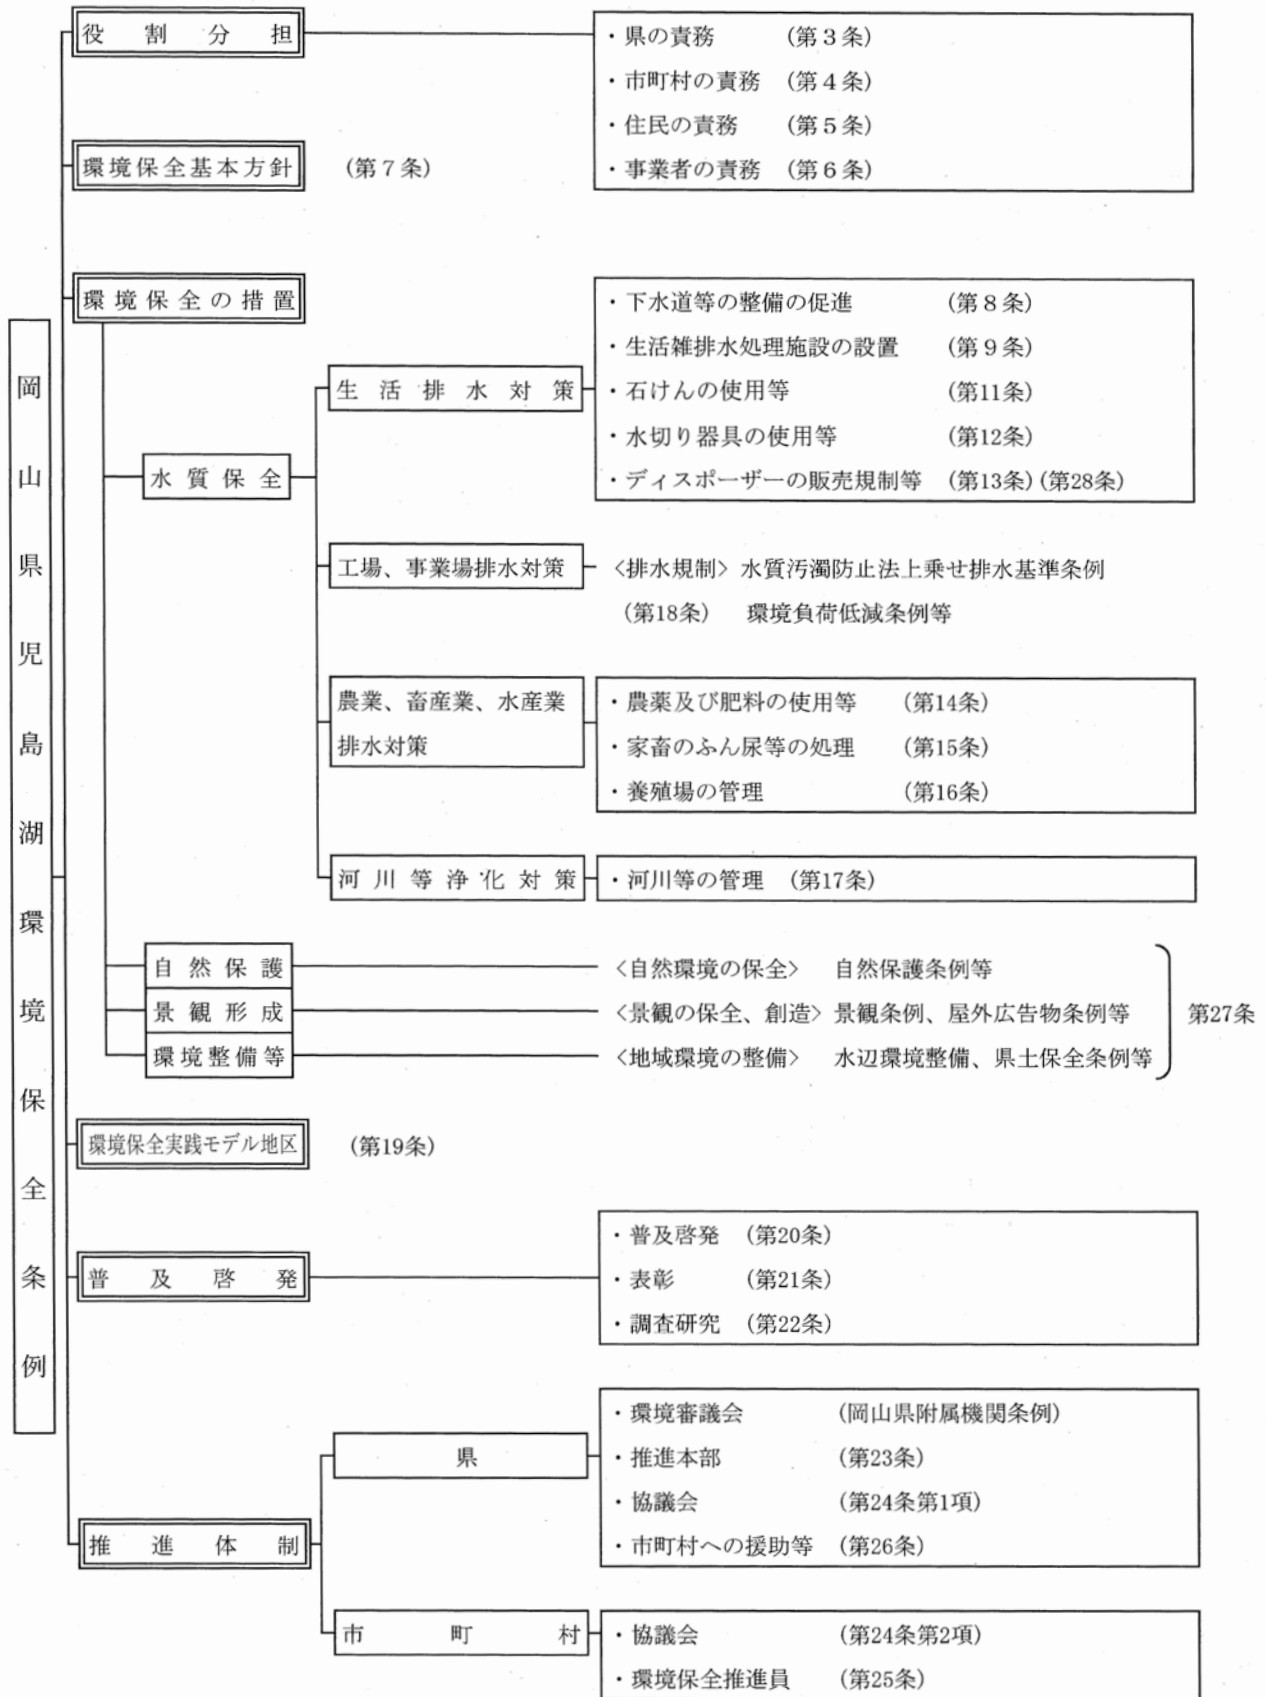 岡山県児島湖環境保全条例
役割分担
・県の責務 (第3条)
・市町村の責務 (第4条)
・住民の責務 (第5条)
・事業者の責務 (第6条)
環境保全基本方針 (第7条)
環境保全の措置
水質保全
生活排水対策
・下水道等の整備の促進 (第8条)
・生活雑排水処理施設の設置 (第9条)
・石けんの使用等 (第11条)
・水切り器具の使用等 (第12条)
・ディスポーザーの販売規制等 (第13条)(第28条)
工場、事業場排水対策
<排水規制> 水質汚濁防止法上乗せ排水基準条例
(第18条) 環境負荷低減条例等
農業、畜産業、水産業
排水対策
・農薬及び肥料の使用等 (第14条)
・家畜のふん尿等の処理 (第15条)
・養殖場の管理 (第16条)
河川等浄化対策
・河川等の管理 (第17条)
自然保護 <自然環境の保全> 自然保護条例等
景観形成 <景観の保全、創造> 景観条例、屋外広告物条例等
環境整備等 <地域環境の整備> 水辺環境整備、県土保全条例等
第27条
環境保全実践モデル地区 (第19条)
普及啓発
・普及啓発 (第20条)
・表彰 (第21条)
・調査研究 (第22条)
推進体制
県
・環境審議会 (岡山県附属機関条例)
・推進本部 (第23条)
・協議会 (第24条第1項)
・市町村への援助等 (第26条)
市町村
・協議会 (第24条第2項)
・環境保全推進員 (第25条)